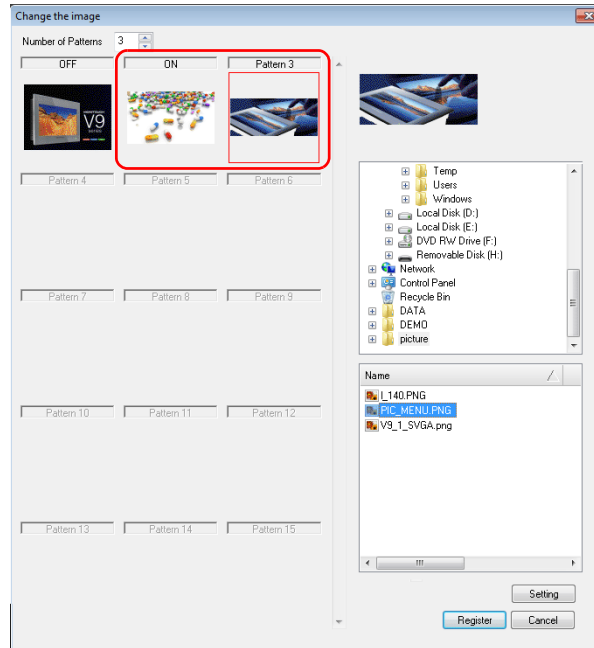 Change the image
Number of Patterns 3
OFF ON Pattern 3
V9
Pattern 4 Pattern 5 Pattern 6
Pattern 7 Pattern 8 Pattern 9
Pattern 10 Pattern 11 Pattern 12
Pattern 13 Pattern 14 Pattern 15
Temp
Users
Windows
Local Disk (D:)
Local Disk (E:)
DVD RW Drive (F:)
Removable Disk (H:)
Network
Control Panel
Recycle Bin
DATA
DEMO
picture
Name
I_140.PNG
PIC_MENU.PNG
V9_1_SVGA.png
Setting
Register Cancel